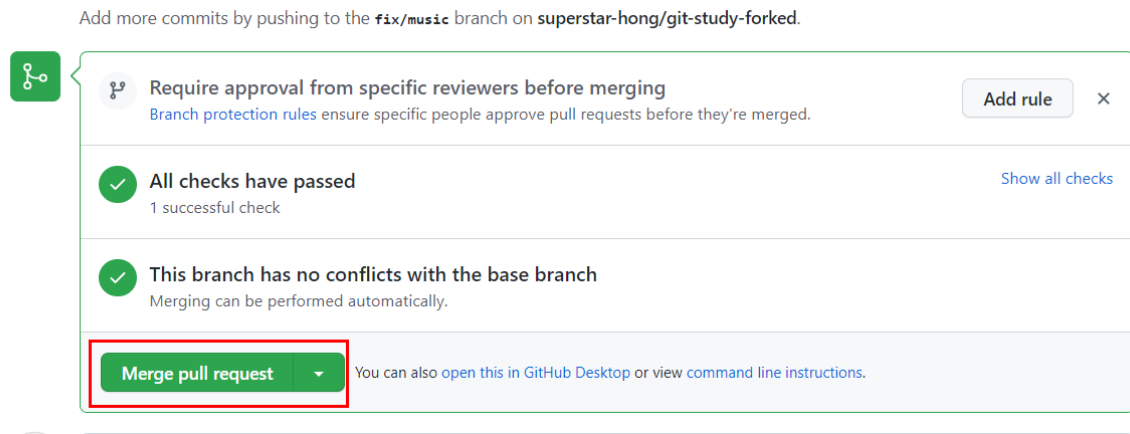 Add more commits by pushing to the fix/music branch on superstar-hong/git-study-forked.
Require approval from specific reviewers before merging
Branch protection rules ensure specific people approve pull requests before they're merged.
Add rule
All checks have passed
1 successful check
Show all checks
This branch has no conflicts with the base branch
Merging can be performed automatically.
Merge pull request
You can also open this in GitHub Desktop or view command line instructions.